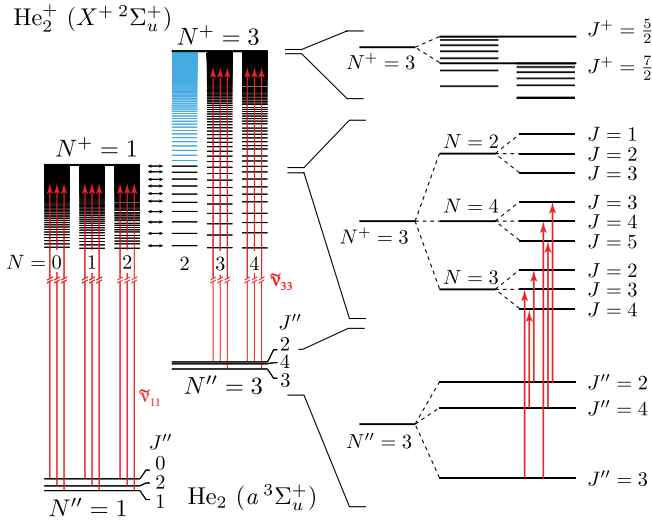 He₂⁺ (X⁺ ²Σᵤ⁺)
N⁺ = 3
N⁺ = 1
N = 0 1 2
2 3 4
ν̃₃₃
ν̃₁₁
J″
2
4
3
N″ = 3
J″
0
2
1
N″ = 1
He₂ (a ³Σᵤ⁺)
N⁺ = 3
J⁺ = 5/2
J⁺ = 7/2
N⁺ = 3
N = 2
J = 1
J = 2
J = 3
N = 4
J = 3
J = 4
J = 5
N = 3
J = 2
J = 3
J = 4
N″ = 3
J″ = 2
J″ = 4
J″ = 3